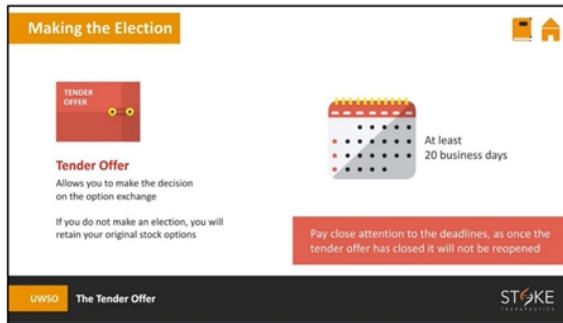 Making the Election
TENDER
OFFER
Tender Offer
Allows you to make the decision
on the option exchange
If you do not make an election, you will
retain your original stock options
At least
20 business days
Pay close attention to the deadlines, as once the
tender offer has closed it will not be reopened
UWSO
The Tender Offer
STOKE
THERAPEUTICS